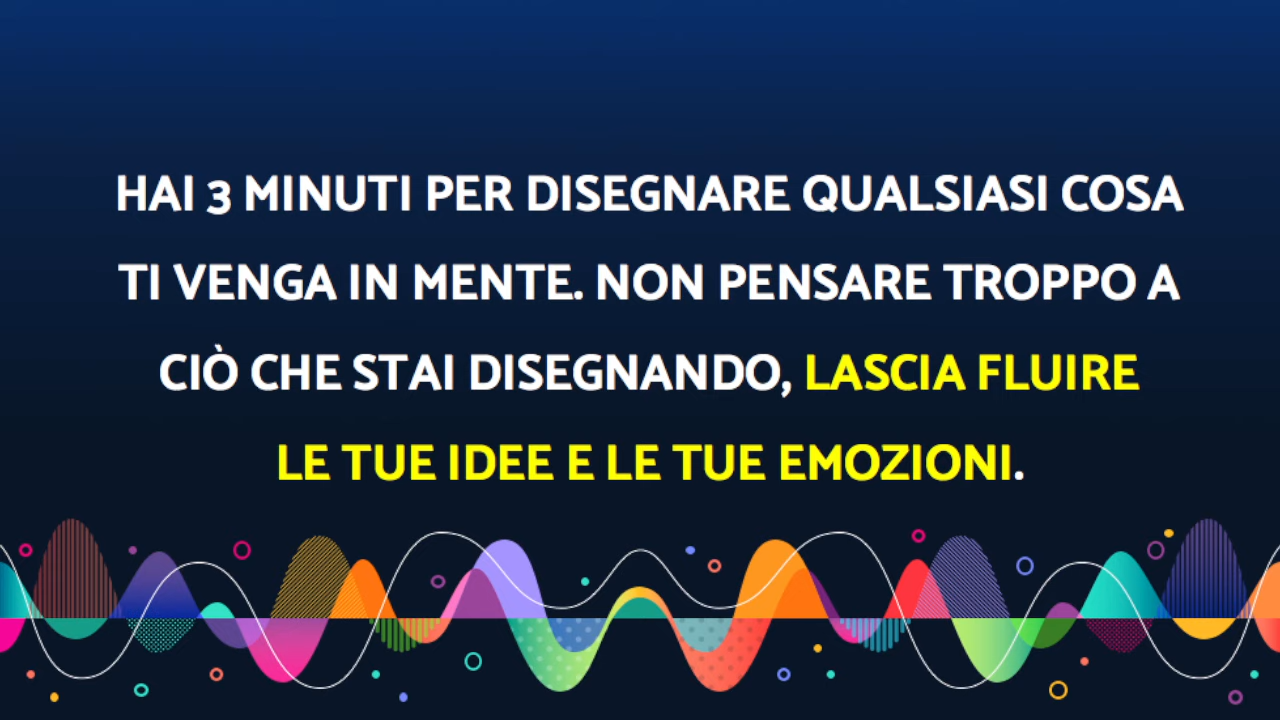 HAI 3 MINUTI PER DISEGNARE QUALSIASI COSA
TI VENGA IN MENTE. NON PENSARE TROPPO A
CIÒ CHE STAI DISEGNANDO, LASCIA FLUIRE
LE TUE IDEE E LE TUE EMOZIONI.